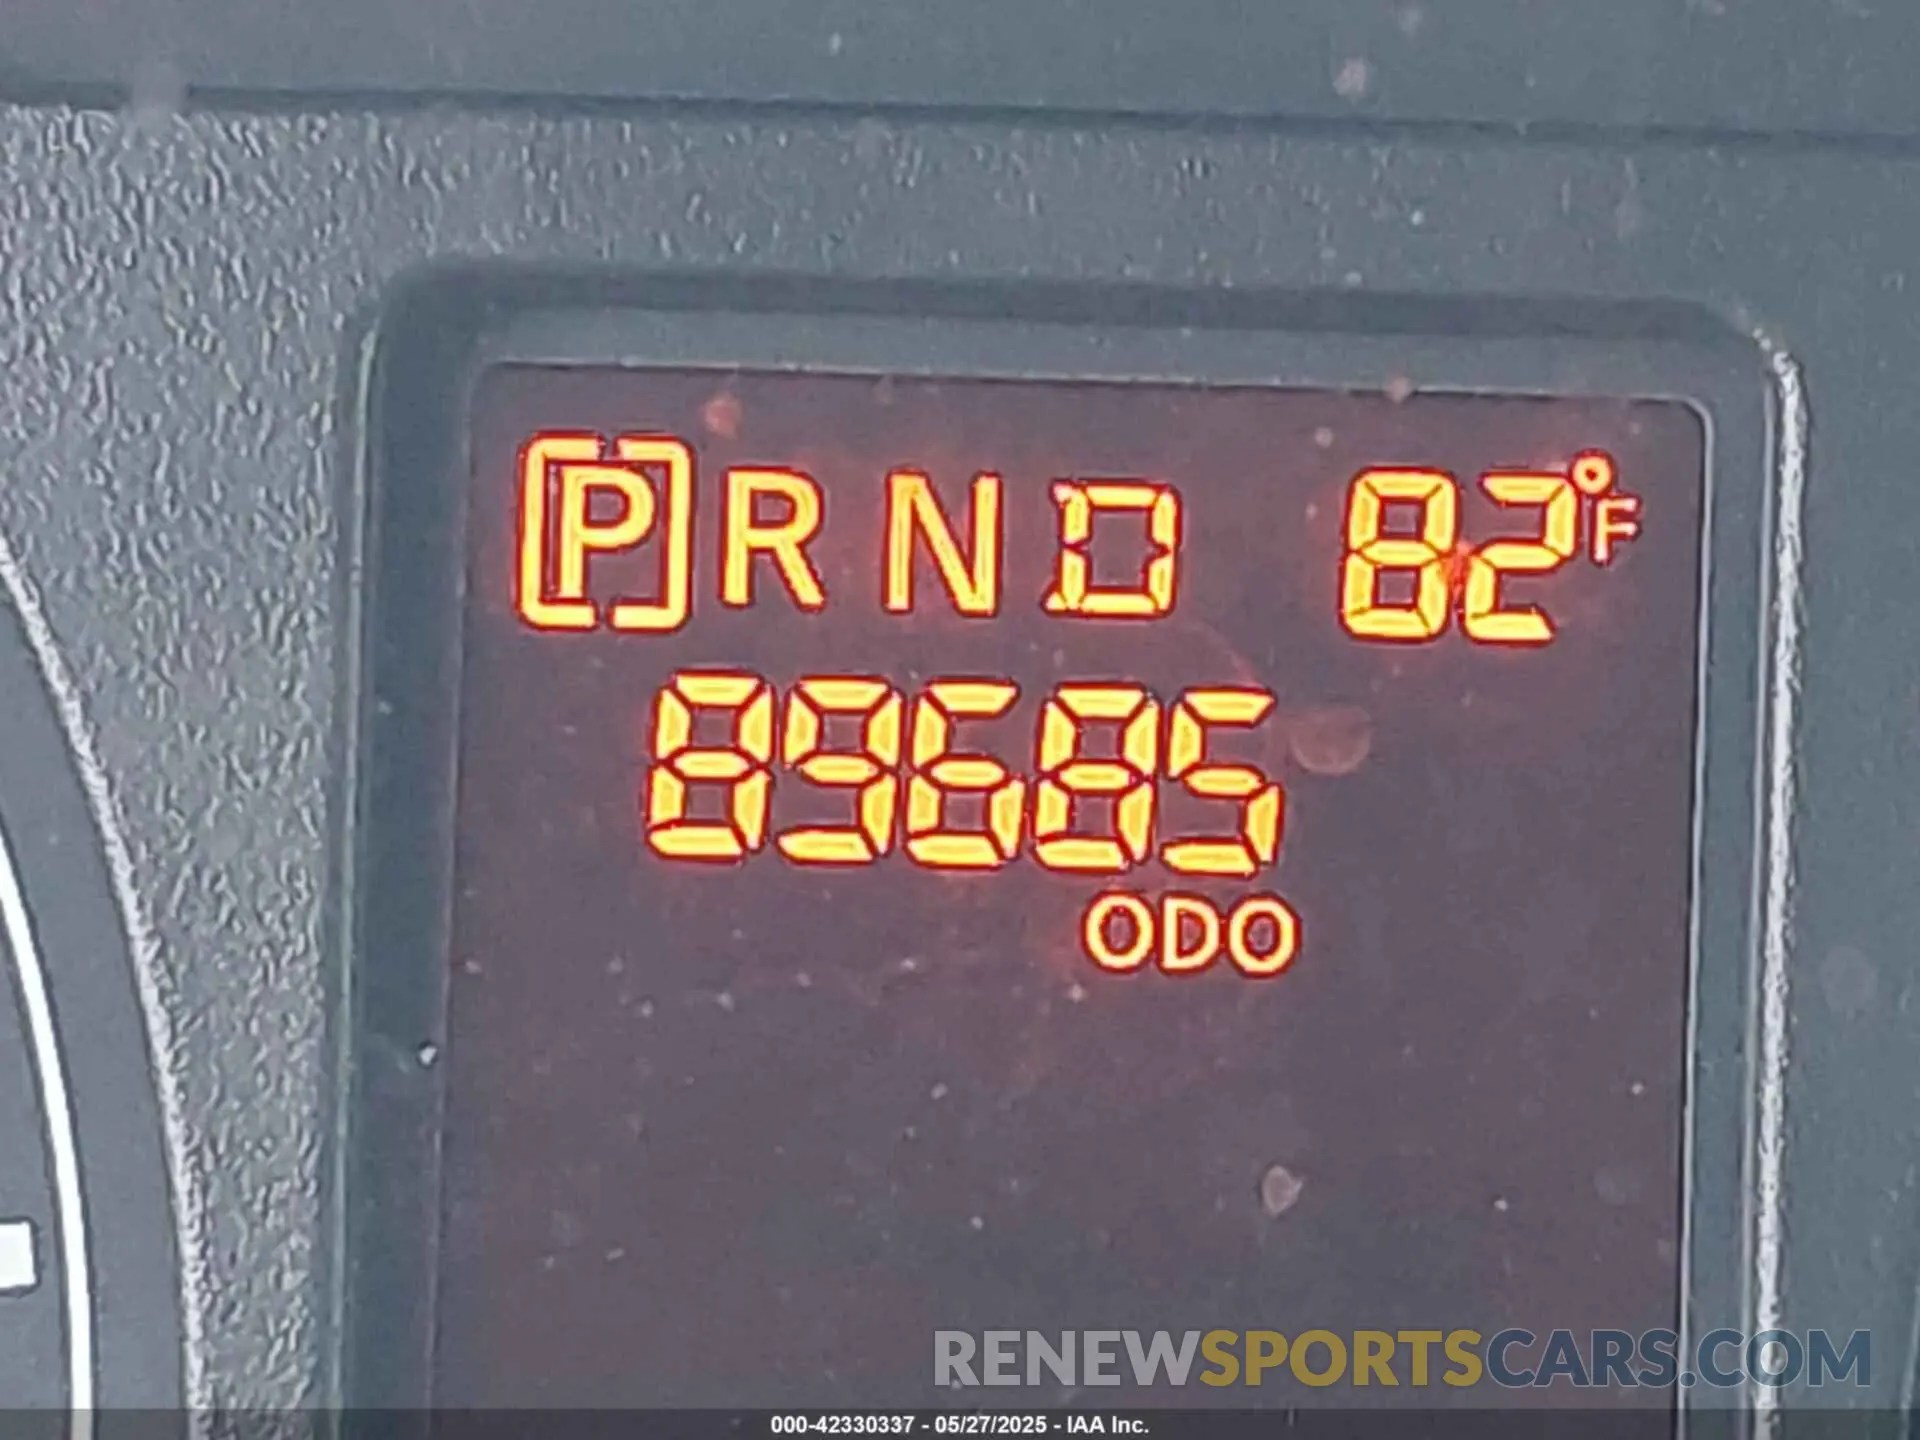 [P] R N D 82°F
89685
ODO
RENEWSPORTSCARS.COM
000-42330337 - 05/27/2025 - IAA Inc.